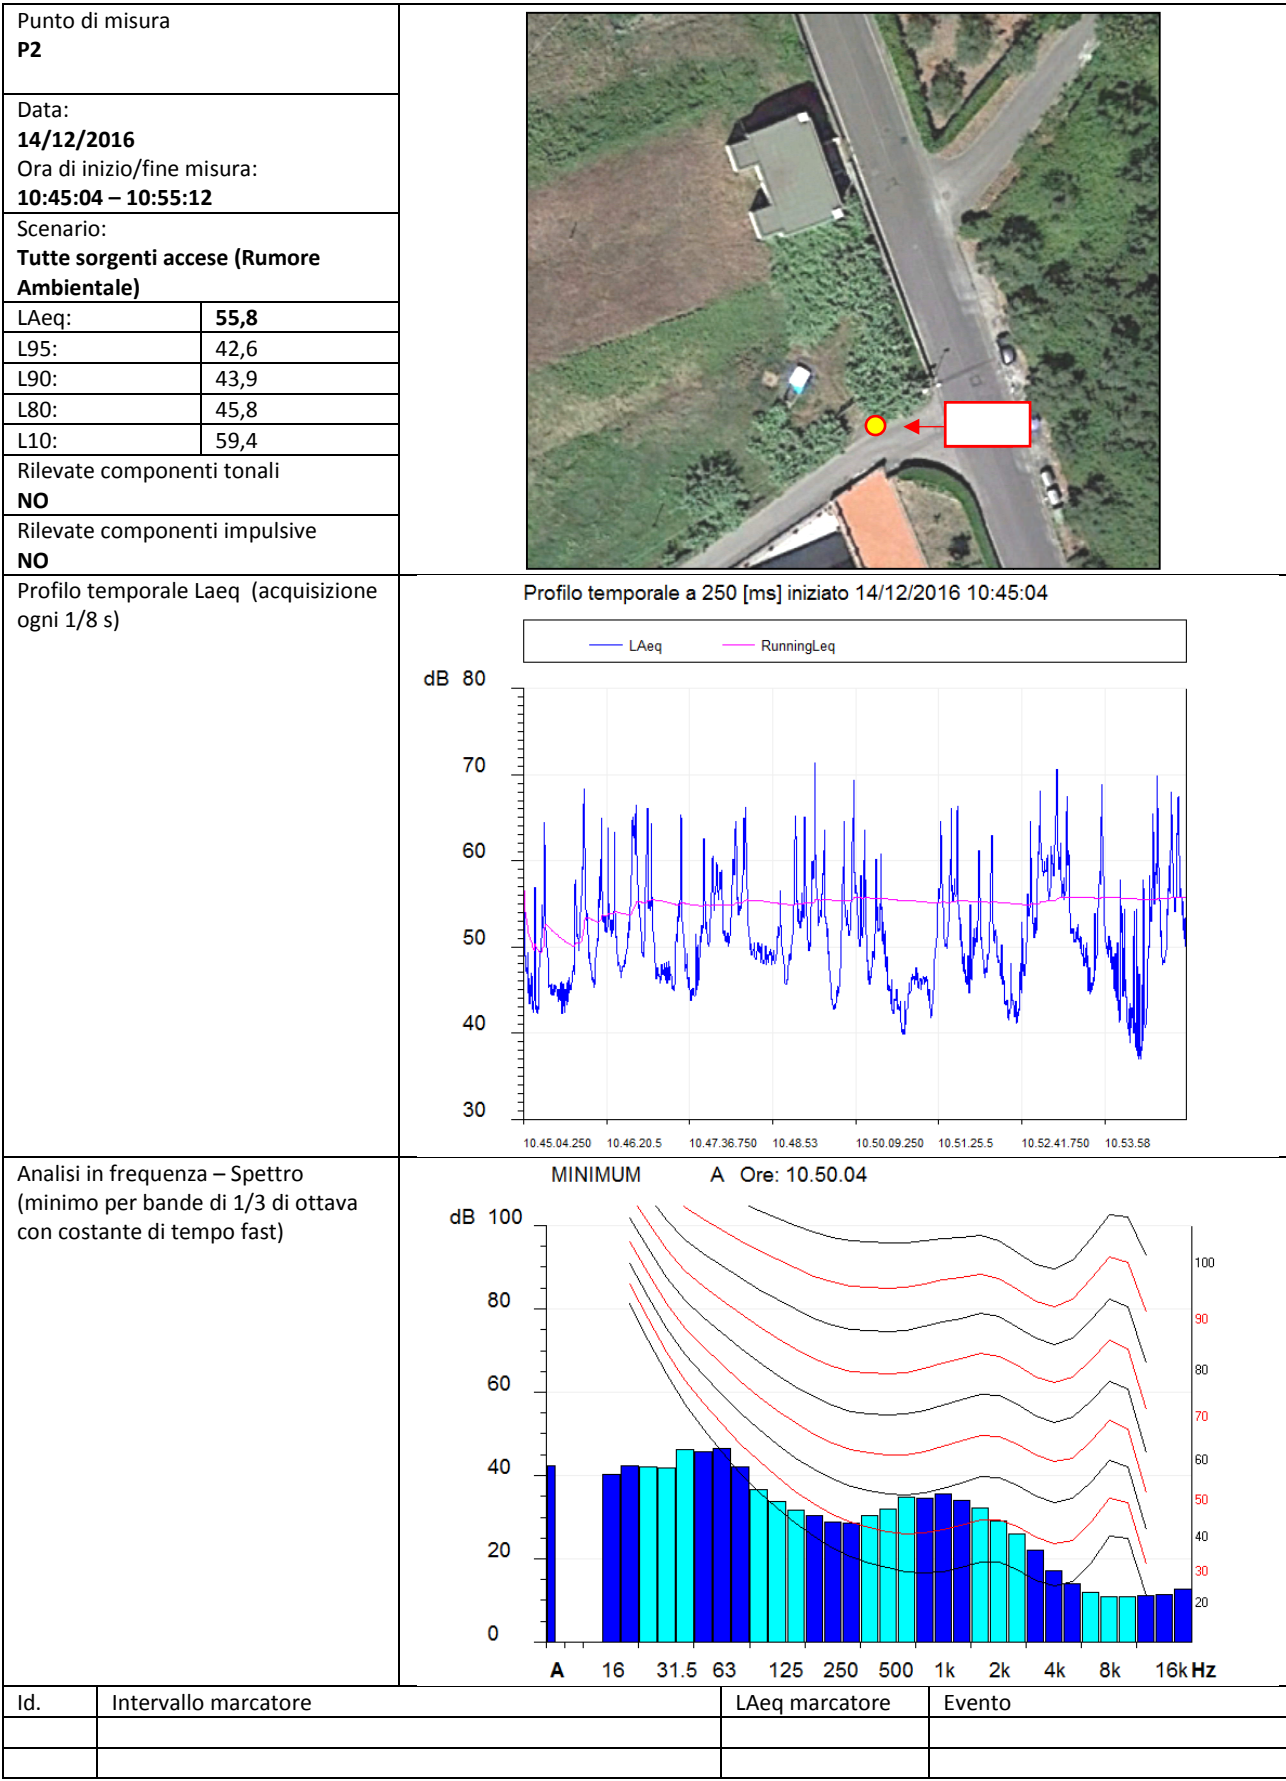 Punto di misura
P2
Data:
14/12/2016
Ora di inizio/fine misura:
10:45:04 – 10:55:12
Scenario:
Tutte sorgenti accese (Rumore
Ambientale)
LAeq: 55,8
L95: 42,6
L90: 43,9
L80: 45,8
L10: 59,4
Rilevate componenti tonali
NO
Rilevate componenti impulsive
NO
Profilo temporale Laeq (acquisizione
ogni 1/8 s)
Profilo temporale a 250 [ms] iniziato 14/12/2016 10:45:04
LAeq RunningLeq
dB 80
70
60
50
40
30
10.45.04.250 10.46.20.5 10.47.36.750 10.48.53 10.50.09.250 10.51.25.5 10.52.41.750 10.53.58
Analisi in frequenza – Spettro
(minimo per bande di 1/3 di ottava
con costante di tempo fast)
MINIMUM A Ore: 10.50.04
dB 100
80
60
40
20
0
100
90
80
70
60
50
40
30
20
A 16 31.5 63 125 250 500 1k 2k 4k 8k 16k Hz
Id. Intervallo marcatore LAeq marcatore Evento